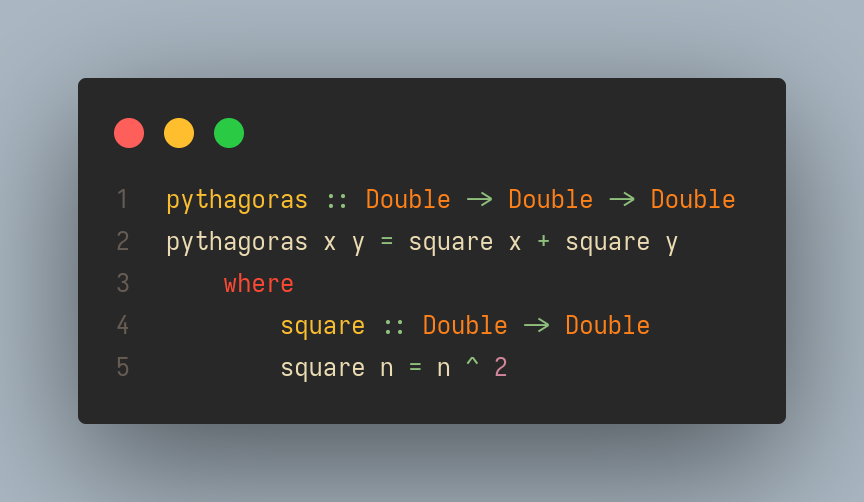 1 pythagoras :: Double -> Double -> Double
2 pythagoras x y = square x + square y
3     where
4         square :: Double -> Double
5         square n = n ^ 2